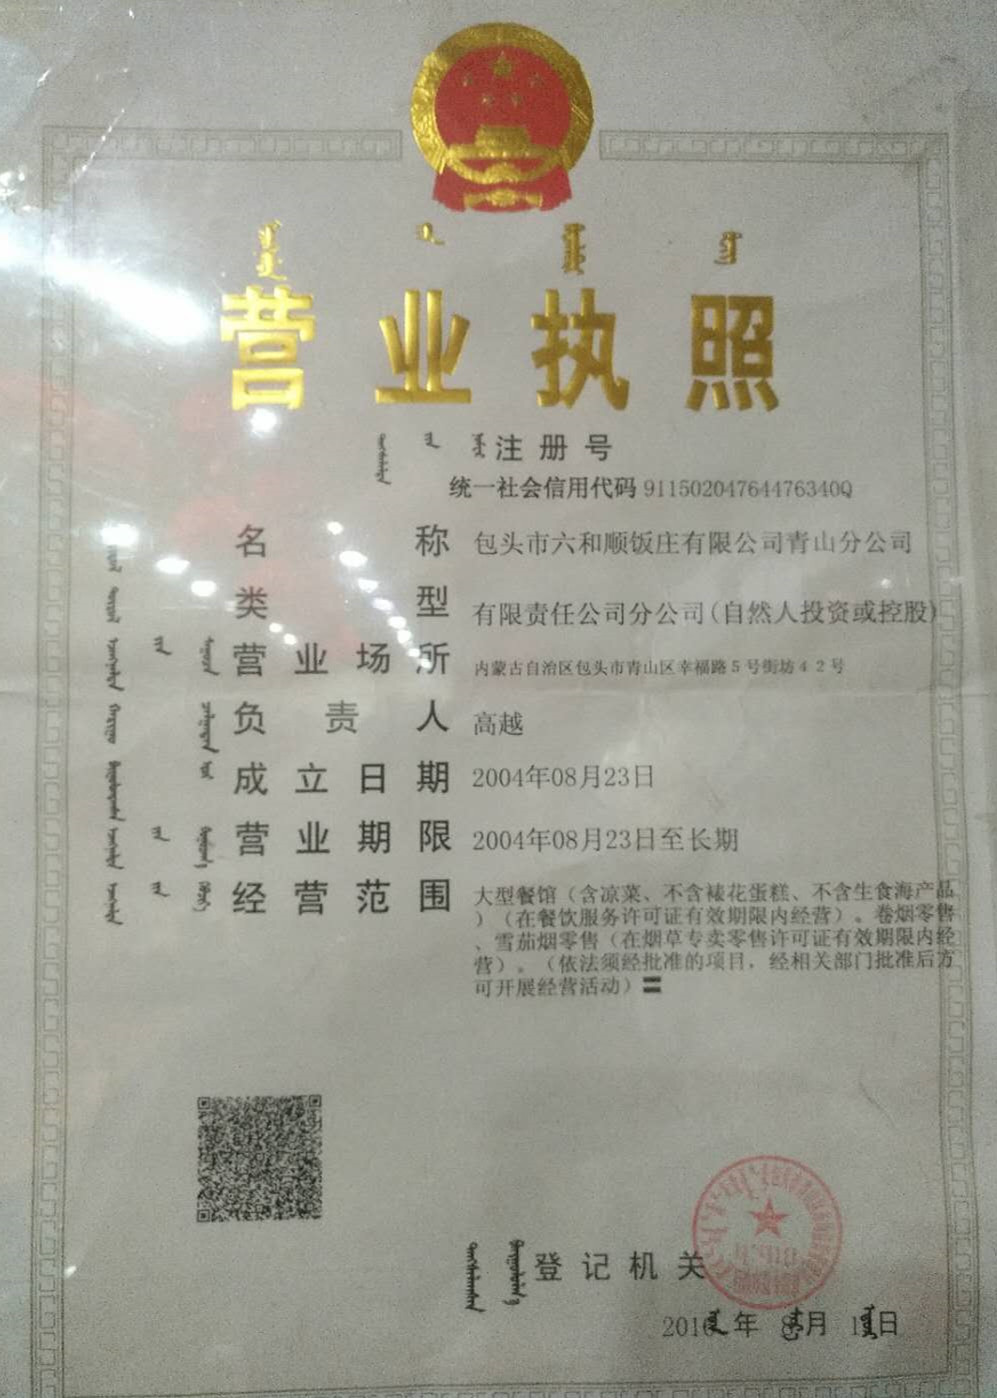 营业执照
注册号
统一社会信用代码 91150204764476340Q
名称 包头市六和顺饭庄有限公司青山分公司
类型 有限责任公司分公司(自然人投资或控股)
营业场所 内蒙古自治区包头市青山区幸福路5号街坊42号
负责人 高越
成立日期 2004年08月23日
营业期限 2004年08月23日至长期
经营范围 大型餐馆（含凉菜、不含裱花蛋糕、不含生食海产品
）（在餐饮服务许可证有效期限内经营）。卷烟零售
、雪茄烟零售（在烟草专卖零售许可证有效期限内经
营）。（依法须经批准的项目，经相关部门批准后方
可开展经营活动）〓
登记机关
年 月 日